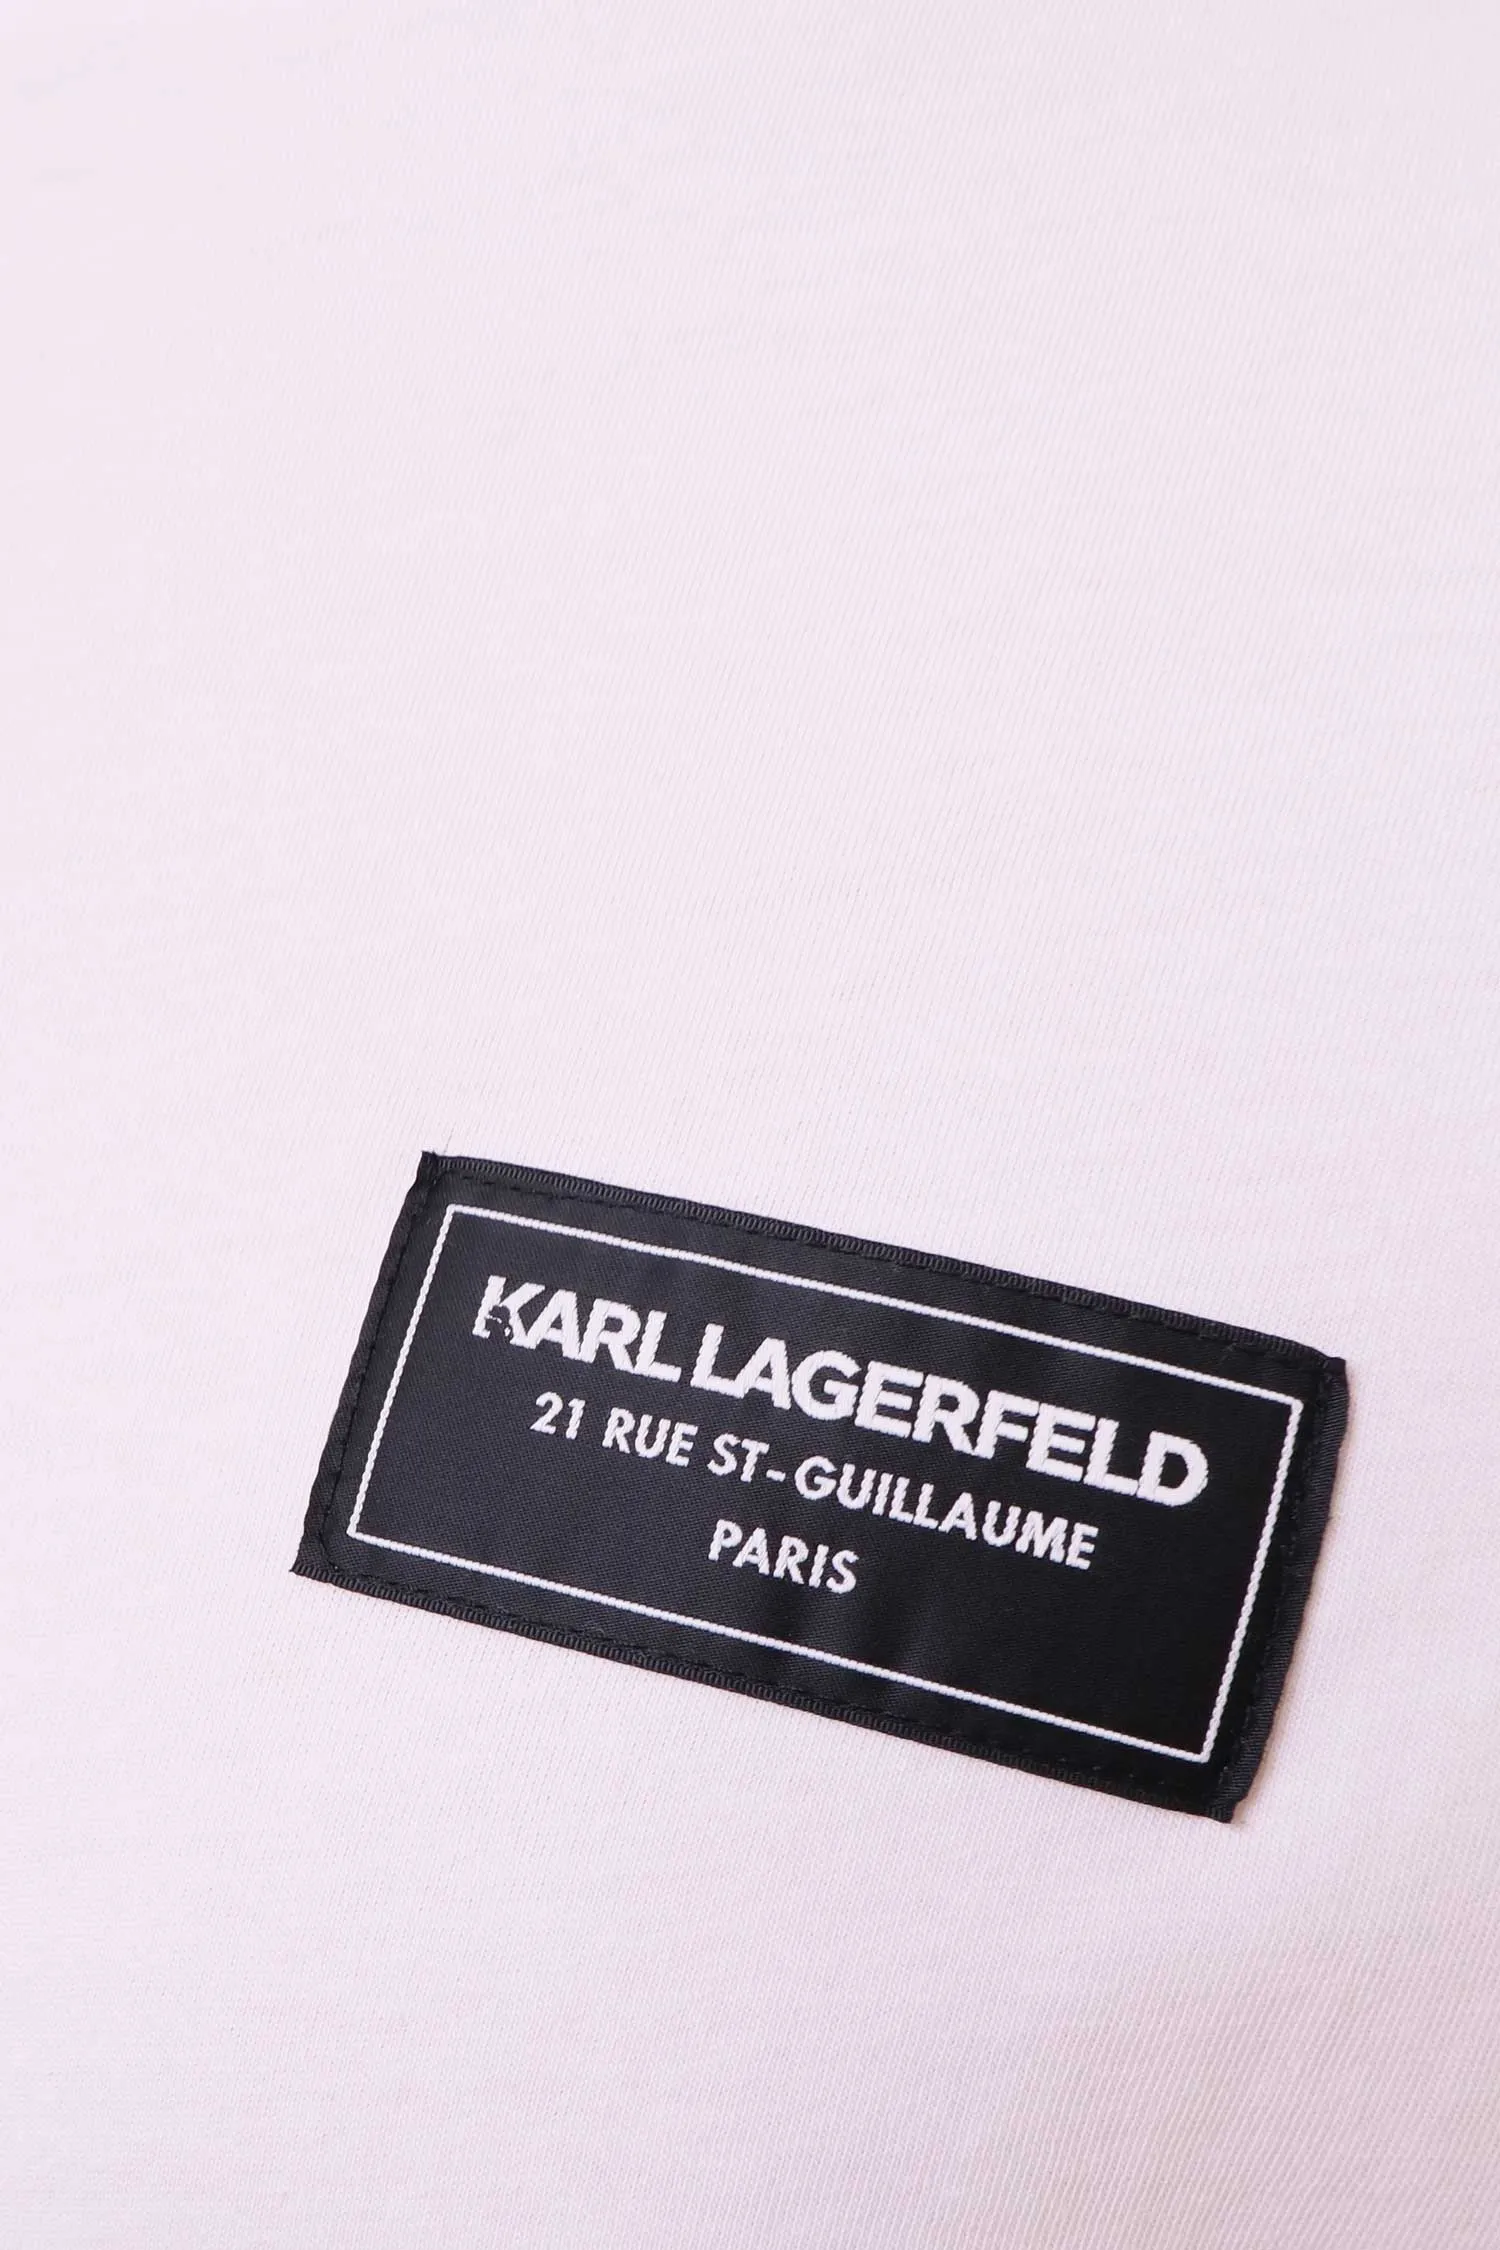 KARL LAGERFELD
21 RUE ST-GUILLAUME
PARIS